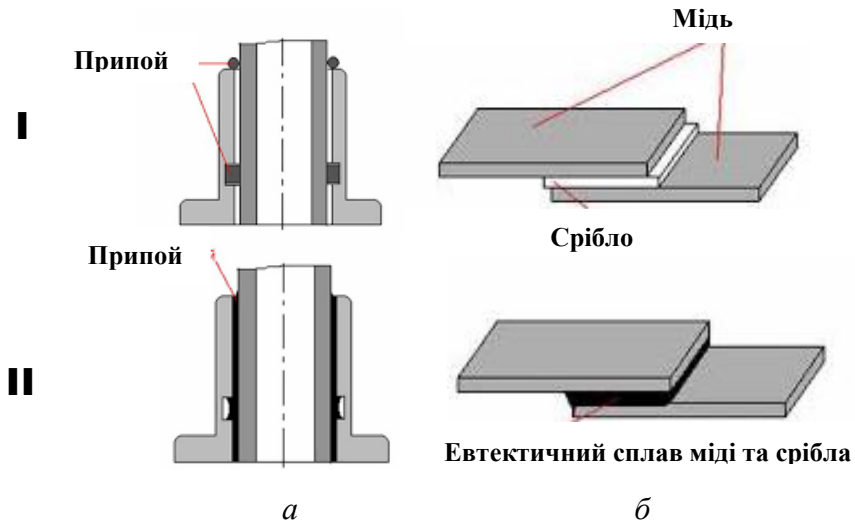 Мідь
Припой
I
Срібло
Припой
II
Евтектичний сплав міді та срібла
а
б